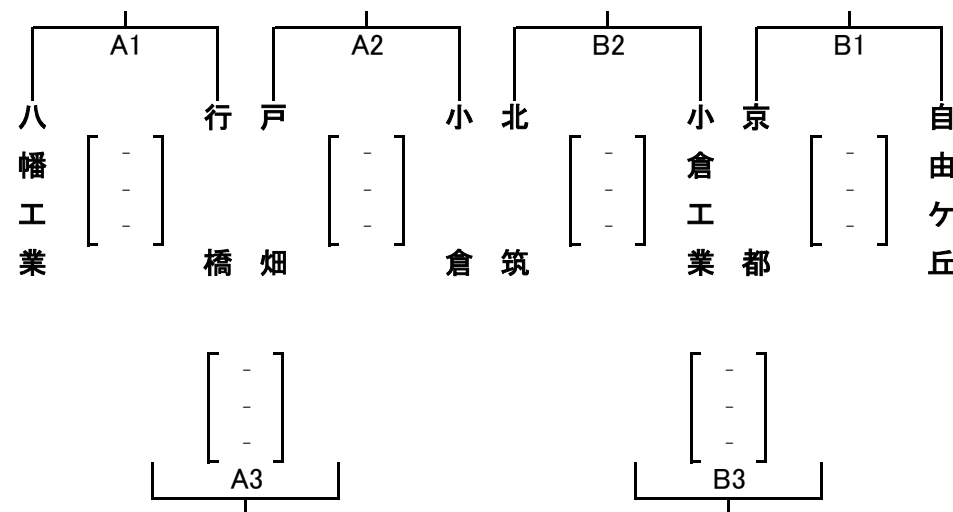 A1 A2 B2 B1
八幡工業
行橋
戸畑
小倉
北筑
小倉工業
京都
自由ケ丘
- - - -
- - - -
- - - -
- -
- -
- -
A3 B3